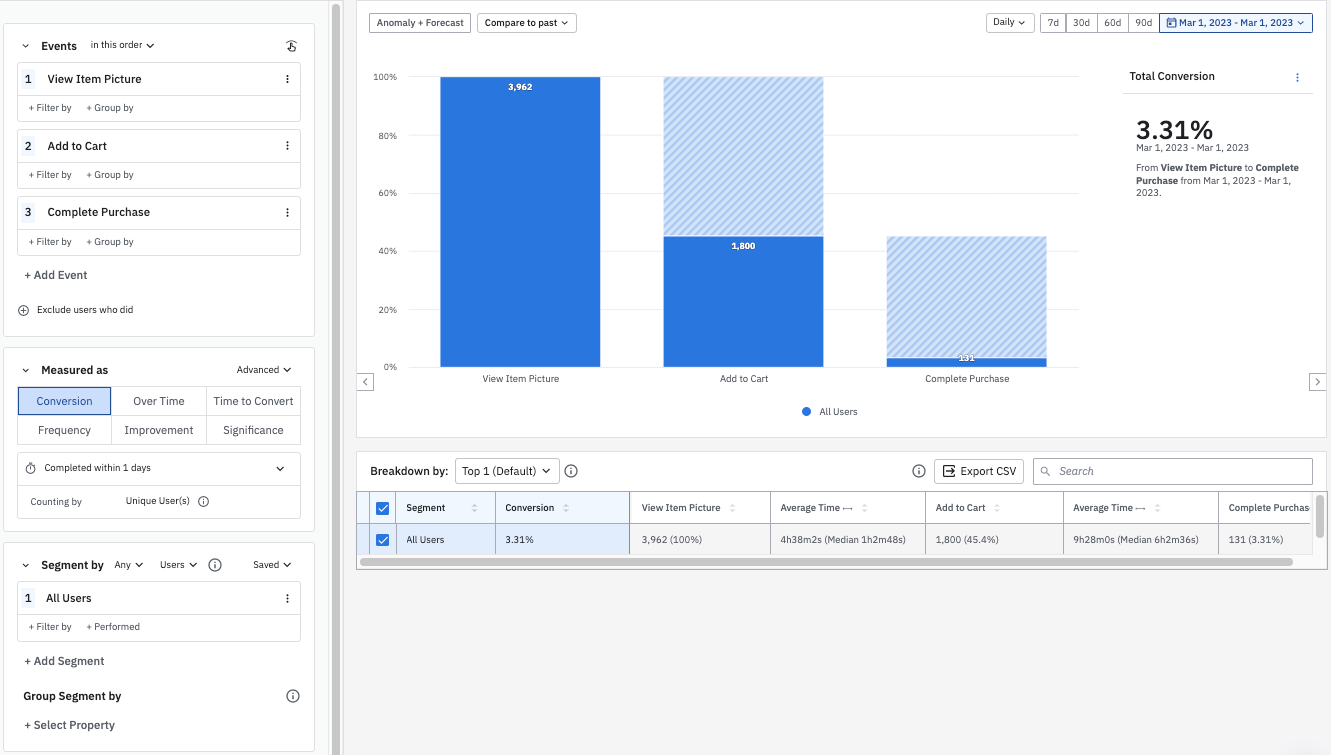 Events in this order
1 View Item Picture
+ Filter by + Group by
2 Add to Cart
+ Filter by + Group by
3 Complete Purchase
+ Filter by + Group by
+ Add Event
Exclude users who did
Measured as Advanced
Conversion Over Time Time to Convert
Frequency Improvement Significance
Completed within 1 days
Counting by Unique User(s)
Segment by Any Users Saved
1 All Users
+ Filter by + Performed
+ Add Segment
Group Segment by
+ Select Property
Anomaly + Forecast Compare to past Daily 7d 30d 60d 90d Mar 1, 2023 - Mar 1, 2023
100%
80%
60%
40%
20%
0%
3,962
1,800
131
View Item Picture Add to Cart Complete Purchase
All Users
Total Conversion
3.31%
Mar 1, 2023 - Mar 1, 2023
From View Item Picture to Complete
Purchase from Mar 1, 2023 - Mar 1,
2023.
Breakdown by: Top 1 (Default) Export CSV Search
Segment Conversion View Item Picture Average Time Add to Cart Average Time Complete Purchas
All Users 3.31% 3,962 (100%) 4h38m2s (Median 1h2m48s) 1,800 (45.4%) 9h28m0s (Median 6h2m36s) 131 (3.31%)